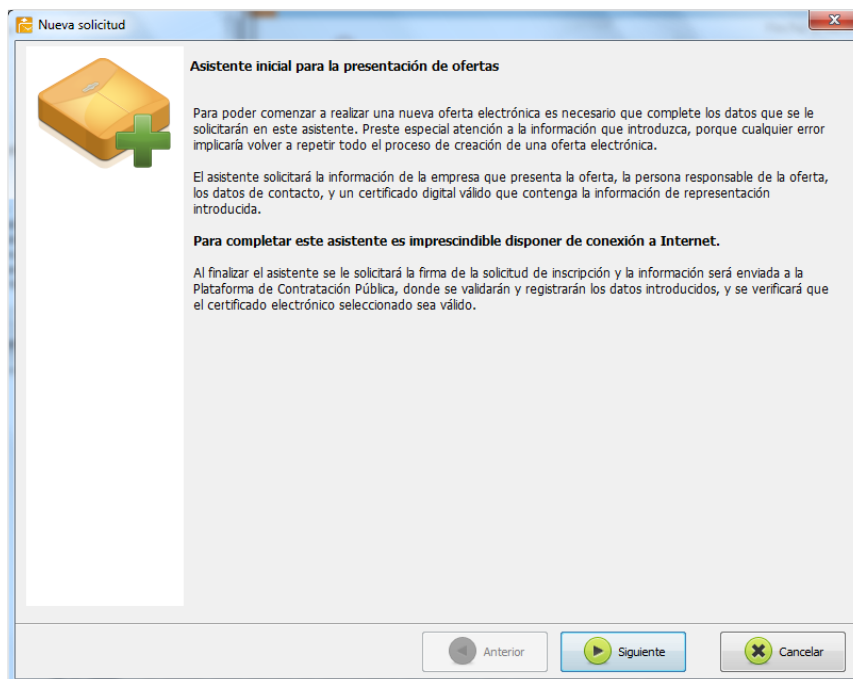 Nueva solicitud
Asistente inicial para la presentación de ofertas
Para poder comenzar a realizar una nueva oferta electrónica es necesario que complete los datos que se le
solicitarán en este asistente. Preste especial atención a la información que introduzca, porque cualquier error
implicaría volver a repetir todo el proceso de creación de una oferta electrónica.
El asistente solicitará la información de la empresa que presenta la oferta, la persona responsable de la oferta,
los datos de contacto, y un certificado digital válido que contenga la información de representación
introducida.
Para completar este asistente es imprescindible disponer de conexión a Internet.
Al finalizar el asistente se le solicitará la firma de la solicitud de inscripción y la información será enviada a la
Plataforma de Contratación Pública, donde se validarán y registrarán los datos introducidos, y se verificará que
el certificado electrónico seleccionado sea válido.
Anterior
Siguiente
Cancelar